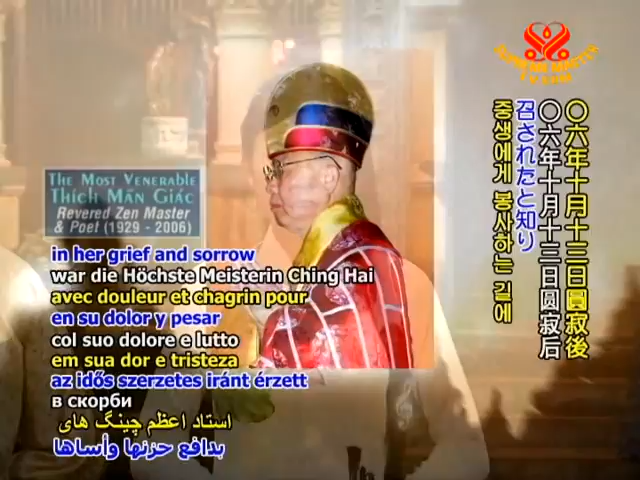 SUPREME MASTER
THE MOST VENERABLE
THÍCH MÃN GIÁC
Revered Zen Master
& Poet (1929 - 2006)
in her grief and sorrow
war die Höchste Meisterin Ching Hai
avec douleur et chagrin pour
en su dolor y pesar
col suo dolore e lutto
em sua dor e tristeza
az idős szerzetes iránt érzett
в скорби
استاد اعظم چینگ های
بدافع حزنها وأساها
〇六年十月十三日圓寂後
〇六年十月十三日圆寂后
召されたと知り
중생에게 봉사하는 길에